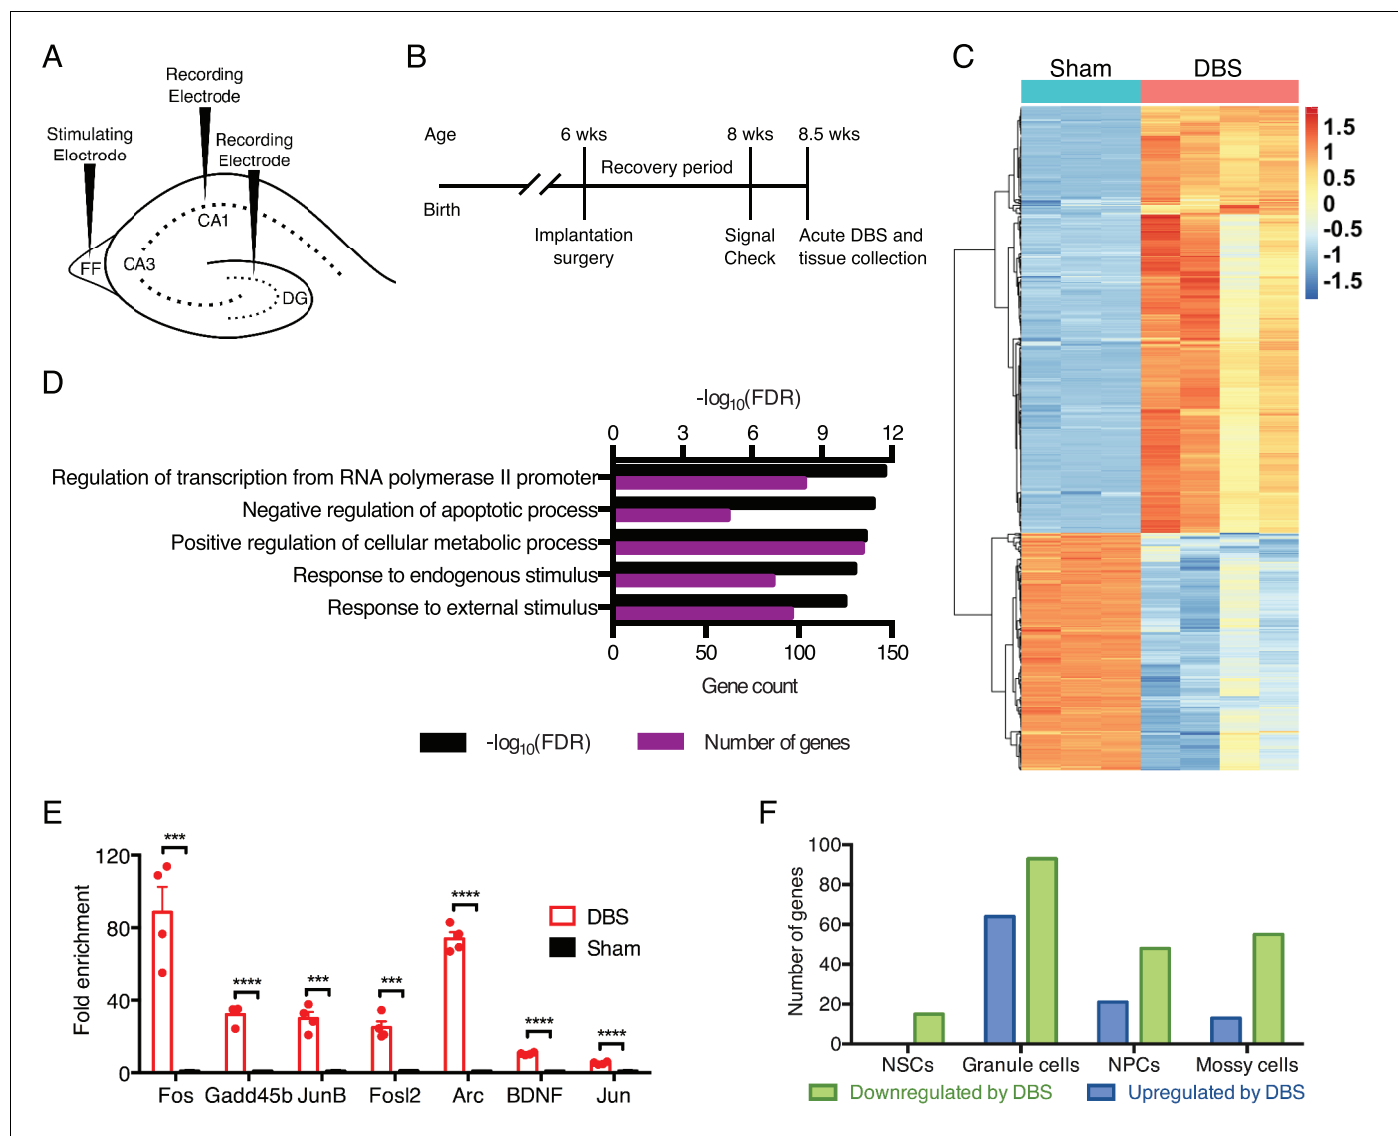 A
Recording
Electrode
Stimulating
Electrode
Recording
Electrode
CA1
FF
CA3
DG
B
Age
6 wks
8 wks
8.5 wks
Recovery period
Birth
Implantation
surgery
Signal
Check
Acute DBS and
tissue collection
C
Sham
DBS
1.5
1
0.5
0
-0.5
-1
-1.5
D
-log10(FDR)
0 3 6 9 12
Regulation of transcription from RNA polymerase II promoter
Negative regulation of apoptotic process
Positive regulation of cellular metabolic process
Response to endogenous stimulus
Response to external stimulus
0 50 100 150
Gene count
-log10(FDR)
Number of genes
E
Fold enrichment
120
80
40
0
***
****
***
***
****
****
****
DBS
Sham
Fos Gadd45b JunB Fosl2 Arc BDNF Jun
F
Number of genes
100
80
60
40
20
0
NSCs Granule cells NPCs Mossy cells
Downregulated by DBS
Upregulated by DBS